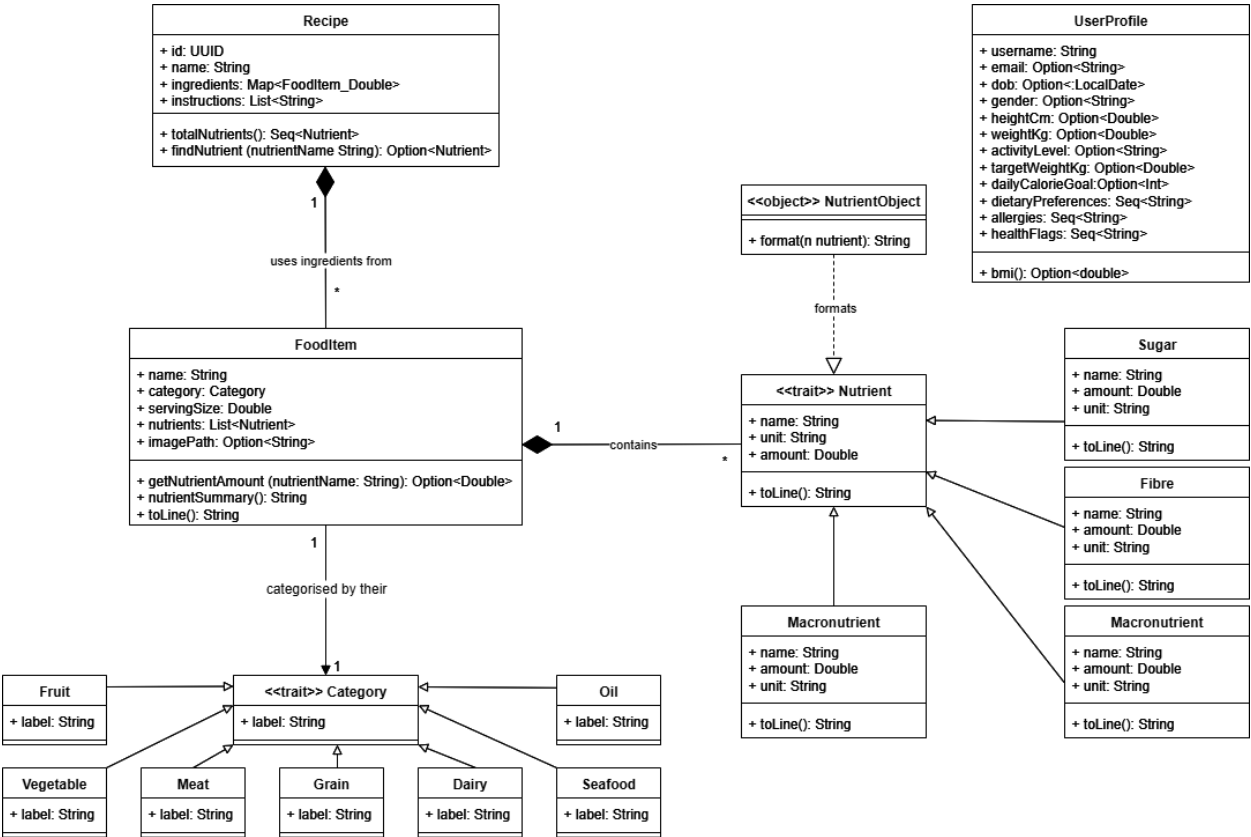 Recipe
+ id: UUID
+ name: String
+ ingredients: Map<FoodItem_Double>
+ instructions: List<String>
+ totalNutrients(): Seq<Nutrient>
+ findNutrient (nutrientName String): Option<Nutrient>
1
uses ingredients from
*
UserProfile
+ username: String
+ email: Option<String>
+ dob: Option<:LocalDate>
+ gender: Option<String>
+ heightCm: Option<Double>
+ weightKg: Option<Double>
+ activityLevel: Option<String>
+ targetWeightKg: Option<Double>
+ dailyCalorieGoal:Option<Int>
+ dietaryPreferences: Seq<String>
+ allergies: Seq<String>
+ healthFlags: Seq<String>
+ bmi(): Option<double>
<<object>> NutrientObject
+ format(n nutrient): String
formats
FoodItem
+ name: String
+ category: Category
+ servingSize: Double
+ nutrients: List<Nutrient>
+ imagePath: Option<String>
+ getNutrientAmount (nutrientName: String): Option<Double>
+ nutrientSummary(): String
+ toLine(): String
1
contains
*
<<trait>> Nutrient
+ name: String
+ unit: String
+ amount: Double
+ toLine(): String
Sugar
+ name: String
+ amount: Double
+ unit: String
+ toLine(): String
Fibre
+ name: String
+ amount: Double
+ unit: String
+ toLine(): String
Macronutrient
+ name: String
+ amount: Double
+ unit: String
+ toLine(): String
Macronutrient
+ name: String
+ amount: Double
+ unit: String
+ toLine(): String
1
categorised by their
1
Fruit
+ label: String
<<trait>> Category
+ label: String
Oil
+ label: String
Vegetable
+ label: String
Meat
+ label: String
Grain
+ label: String
Dairy
+ label: String
Seafood
+ label: String